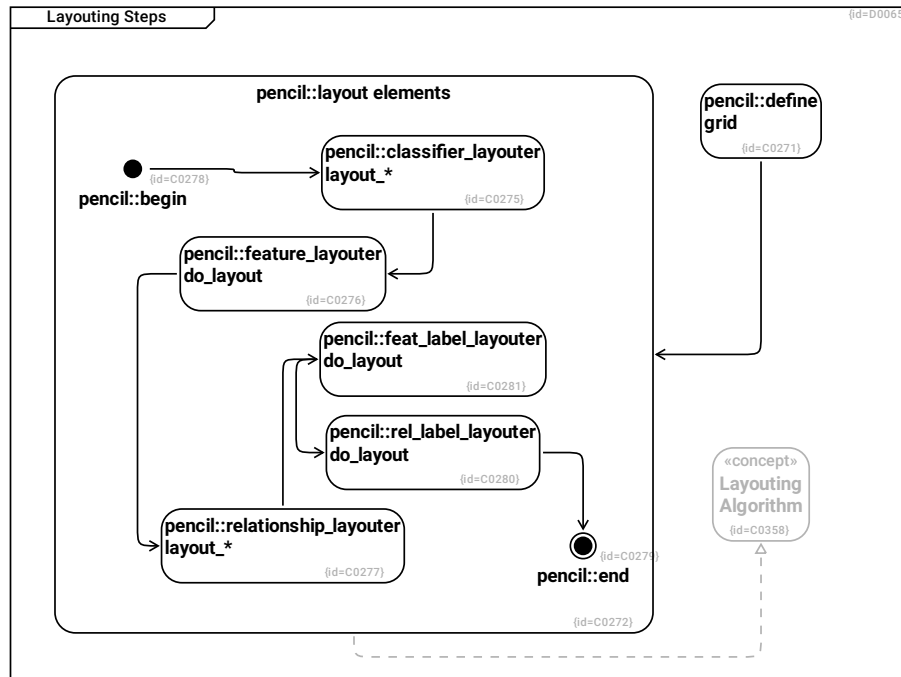 Layouting Steps
{id=D0065
pencil::layout elements
pencil::define
grid
{id=C0271}
pencil::begin
{id=C0278}
pencil::classifier_layouter
layout_*
{id=C0275}
pencil::feature_layouter
do_layout
{id=C0276}
pencil::feat_label_layouter
do_layout
{id=C0281}
pencil::rel_label_layouter
do_layout
{id=C0280}
«concept»
Layouting
Algorithm
{id=C0358}
pencil::relationship_layouter
layout_*
{id=C0277}
{id=C0279}
pencil::end
{id=C0272}